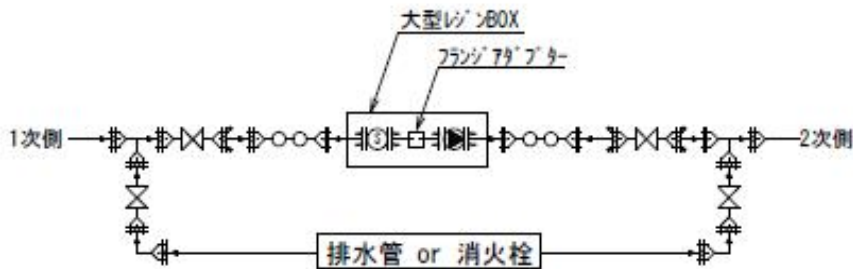 大型ﾚｼﾞﾝBOX
ﾌﾗﾝｼﾞｱﾀﾞﾌﾟﾀｰ
1次側
2次側
排水管 or 消火栓